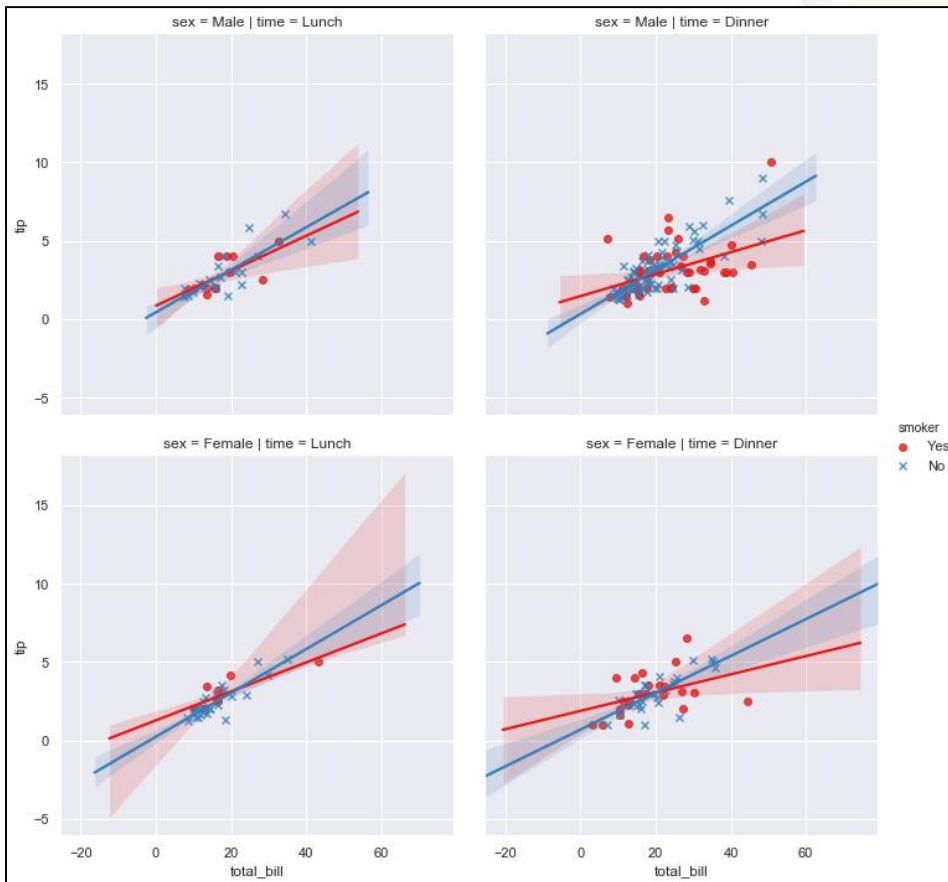 sex = Male | time = Lunch
sex = Male | time = Dinner
15
10
5
0
−5
tip
sex = Female | time = Lunch
sex = Female | time = Dinner
smoker
Yes
No
15
10
5
0
−5
tip
−20
0
20
40
60
total_bill
−20
0
20
40
60
total_bill